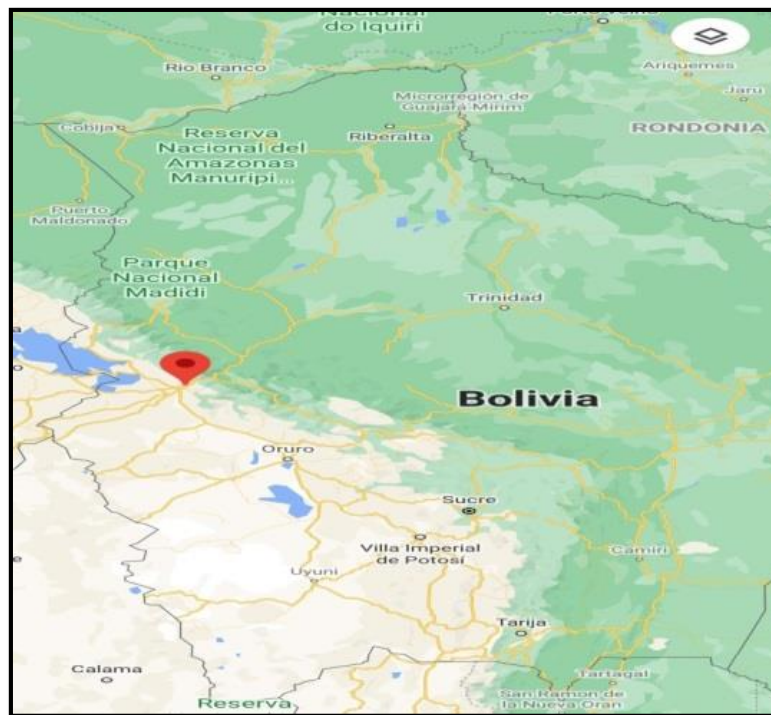 Nacional
do Iquiri
Rio Branco
Ariquemes
Jaru
Microrregión de
Guajará-Mirim
Cobija
Riberalta
RONDONIA
Reserva
Nacional del
Amazonas
Manuripi...
Puerto
Maldonado
Parque
Nacional
Madidi
Trinidad
Bolivia
Oruro
Sucre
Villa Imperial
de Potosí
Uyuni
Camiri
Tarija
Calama
Tartagal
Reserva
San Ramón de
la Nueva Orán